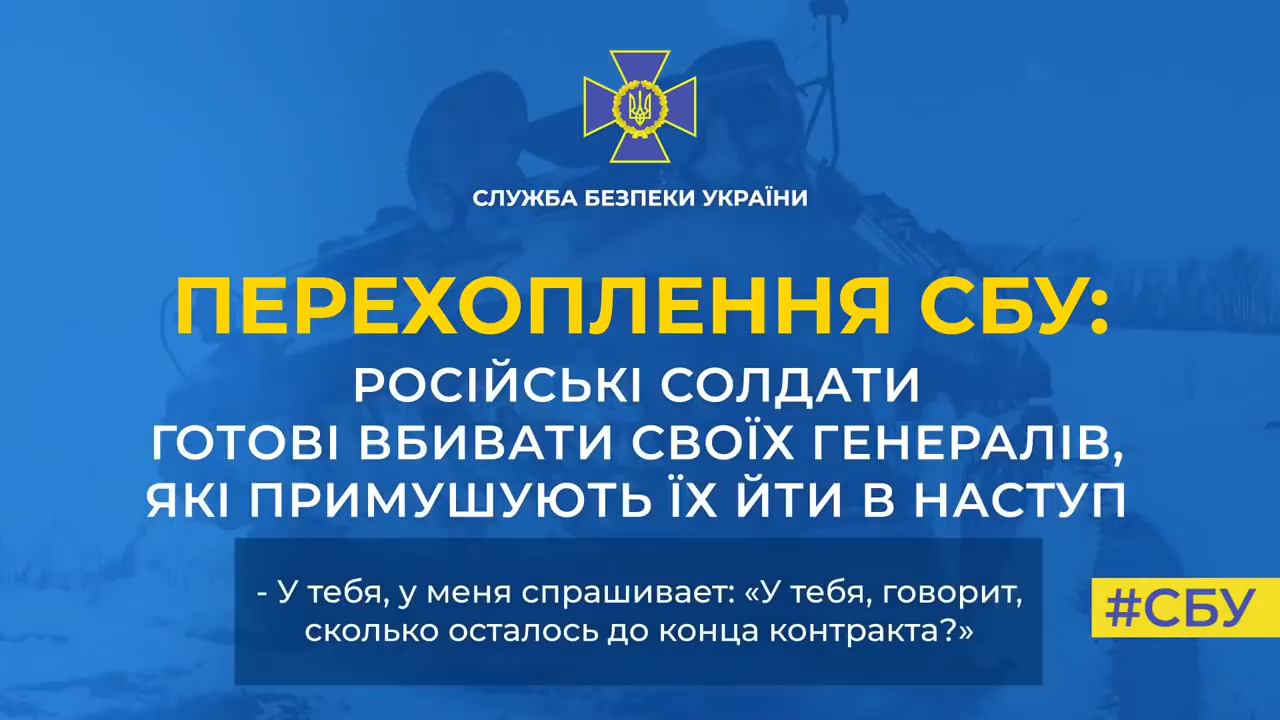 СЛУЖБА БЕЗПЕКИ УКРАЇНИ
ПЕРЕХОПЛЕННЯ СБУ:
РОСІЙСЬКІ СОЛДАТИ
ГОТОВІ ВБИВАТИ СВОЇХ ГЕНЕРАЛІВ,
ЯКІ ПРИМУШУЮТЬ ЇХ ЙТИ В НАСТУП
- У тебя, у меня спрашивает: «У тебя, говорит,
сколько осталось до конца контракта?»
#СБУ